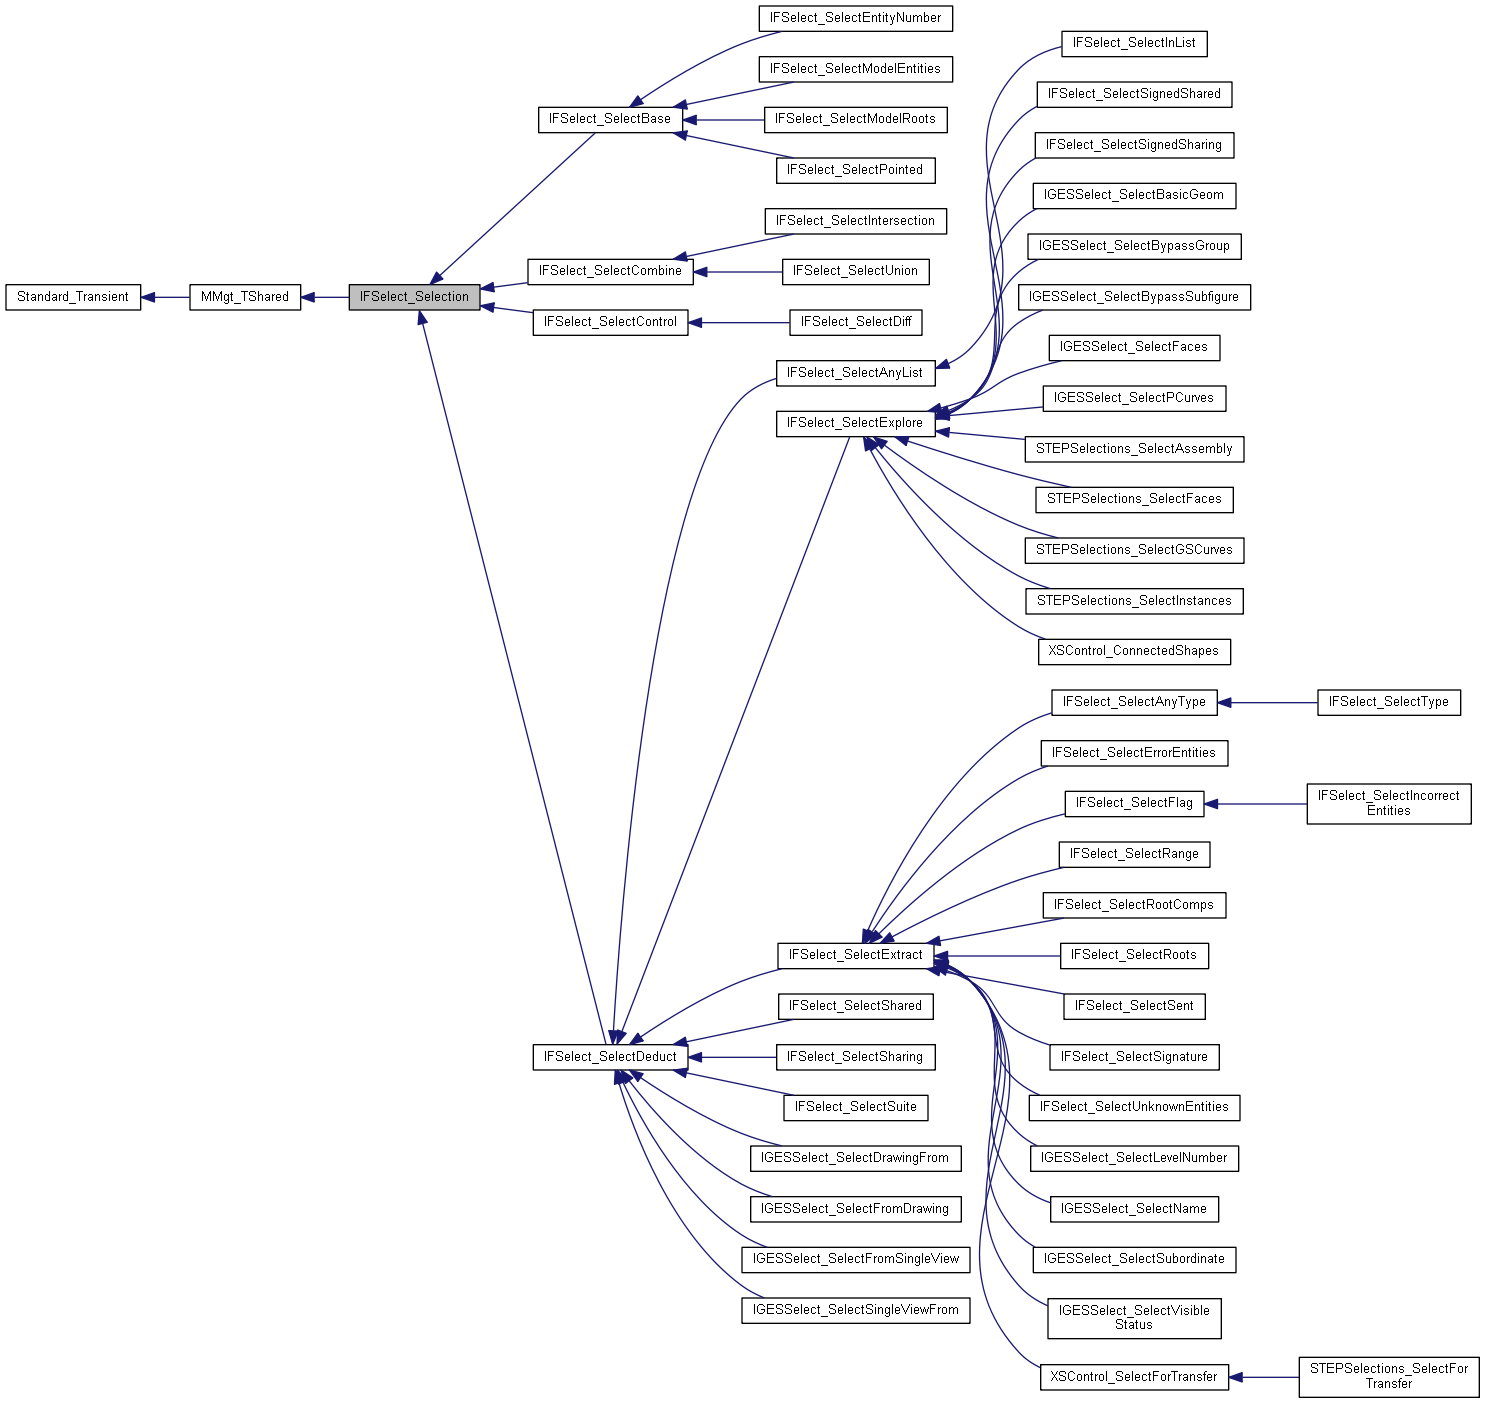 Standard_Transient
MMgt_TShared
IFSelect_Selection
IFSelect_SelectBase
IFSelect_SelectCombine
IFSelect_SelectControl
IFSelect_SelectDeduct
IFSelect_SelectEntityNumber
IFSelect_SelectModelEntities
IFSelect_SelectModelRoots
IFSelect_SelectPointed
IFSelect_SelectIntersection
IFSelect_SelectUnion
IFSelect_SelectDiff
IFSelect_SelectAnyList
IFSelect_SelectExplore
IFSelect_SelectExtract
IFSelect_SelectShared
IFSelect_SelectSharing
IFSelect_SelectSuite
IGESSelect_SelectDrawingFrom
IGESSelect_SelectFromDrawing
IGESSelect_SelectFromSingleView
IGESSelect_SelectSingleViewFrom
IFSelect_SelectInList
IFSelect_SelectSignedShared
IFSelect_SelectSignedSharing
IGESSelect_SelectBasicGeom
IGESSelect_SelectBypassGroup
IGESSelect_SelectBypassSubfigure
IGESSelect_SelectFaces
IGESSelect_SelectPCurves
STEPSelections_SelectAssembly
STEPSelections_SelectFaces
STEPSelections_SelectGSCurves
STEPSelections_SelectInstances
XSControl_ConnectedShapes
IFSelect_SelectAnyType
IFSelect_SelectErrorEntities
IFSelect_SelectFlag
IFSelect_SelectRange
IFSelect_SelectRootComps
IFSelect_SelectRoots
IFSelect_SelectSent
IFSelect_SelectSignature
IFSelect_SelectUnknownEntities
IGESSelect_SelectLevelNumber
IGESSelect_SelectName
IGESSelect_SelectSubordinate
IGESSelect_SelectVisible
Status
XSControl_SelectForTransfer
IFSelect_SelectType
IFSelect_SelectIncorrect
Entities
STEPSelections_SelectFor
Transfer